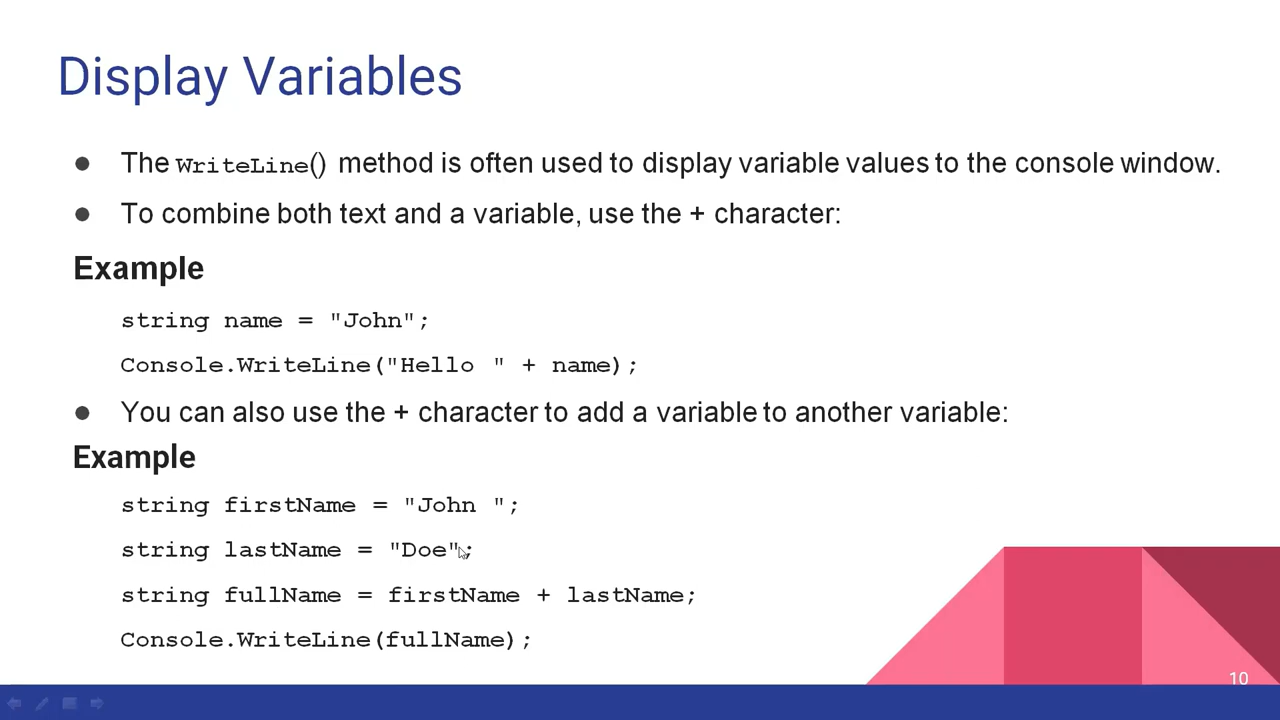 Display Variables
● The WriteLine() method is often used to display variable values to the console window.
● To combine both text and a variable, use the + character:
Example
string name = "John";
Console.WriteLine("Hello " + name);
● You can also use the + character to add a variable to another variable:
Example
string firstName = "John ";
string lastName = "Doe";
string fullName = firstName + lastName;
Console.WriteLine(fullName);
10